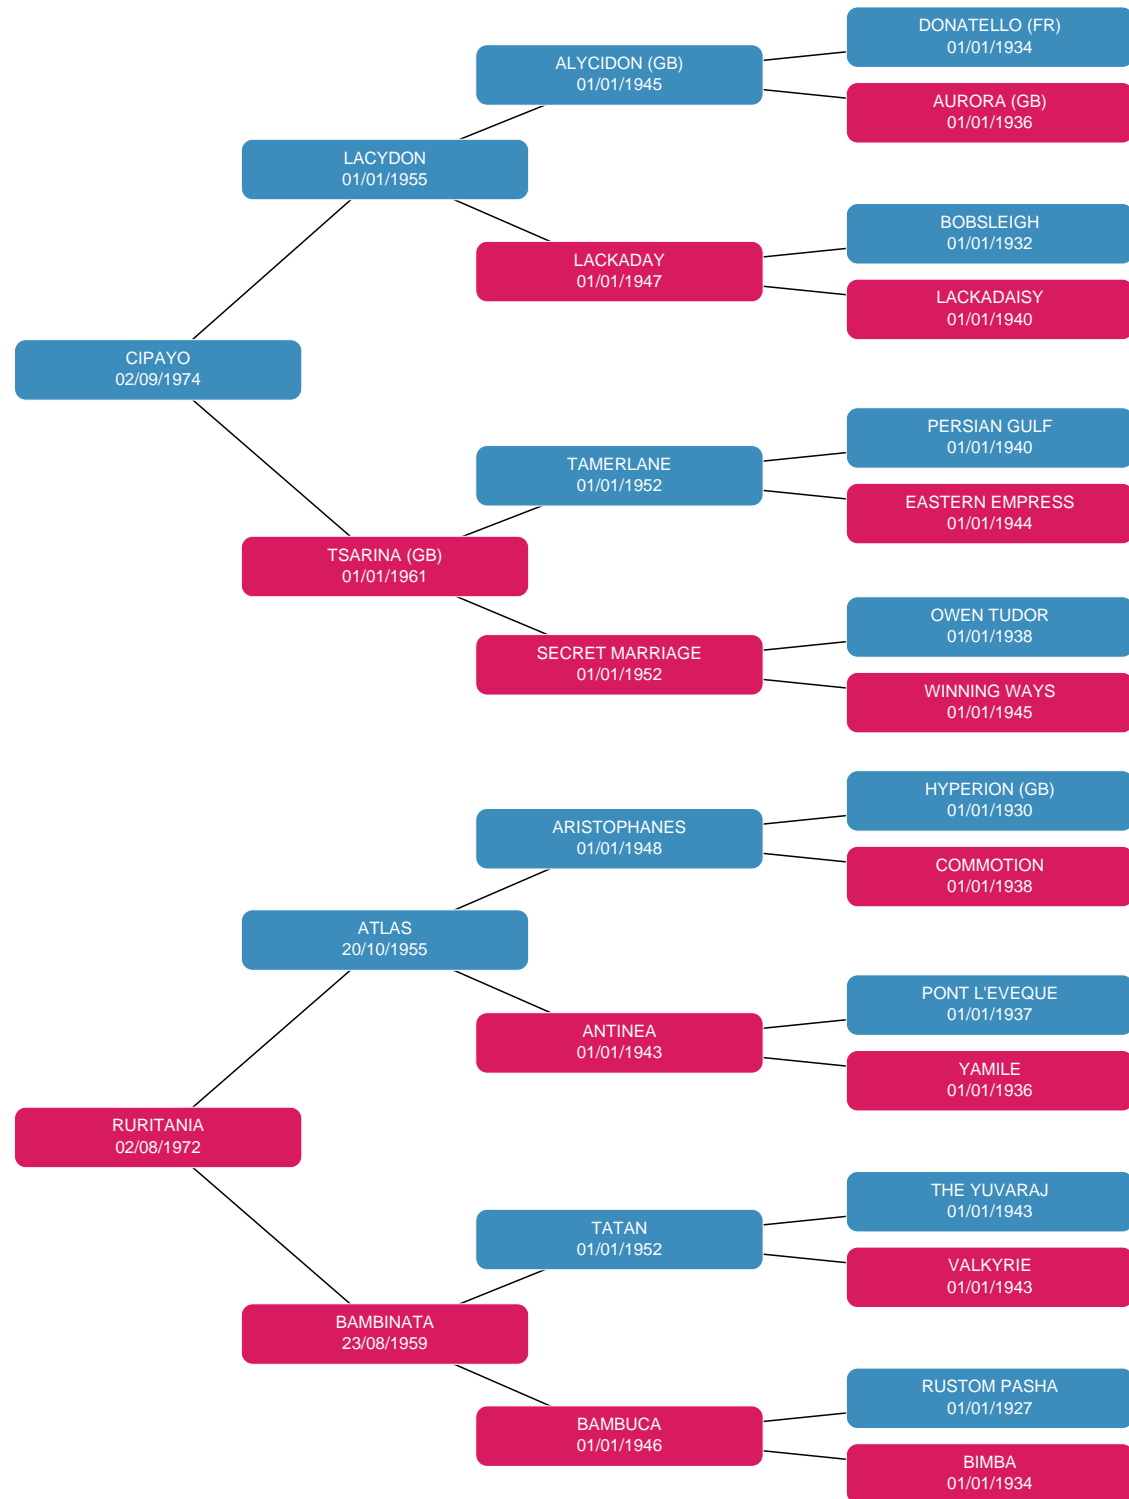 DONATELLO (FR)
01/01/1934
ALYCIDON (GB)
01/01/1945
AURORA (GB)
01/01/1936
LACYDON
01/01/1955
BOBSLEIGH
01/01/1932
LACKADAY
01/01/1947
LACKADAISY
01/01/1940
CIPAYO
02/09/1974
PERSIAN GULF
01/01/1940
TAMERLANE
01/01/1952
EASTERN EMPRESS
01/01/1944
TSARINA (GB)
01/01/1961
OWEN TUDOR
01/01/1938
SECRET MARRIAGE
01/01/1952
WINNING WAYS
01/01/1945
HYPERION (GB)
01/01/1930
ARISTOPHANES
01/01/1948
COMMOTION
01/01/1938
ATLAS
20/10/1955
PONT L'EVEQUE
01/01/1937
ANTINEA
01/01/1943
YAMILE
01/01/1936
RURITANIA
02/08/1972
THE YUVARAJ
01/01/1943
TATAN
01/01/1952
VALKYRIE
01/01/1943
BAMBINATA
23/08/1959
RUSTOM PASHA
01/01/1927
BAMBUCA
01/01/1946
BIMBA
01/01/1934